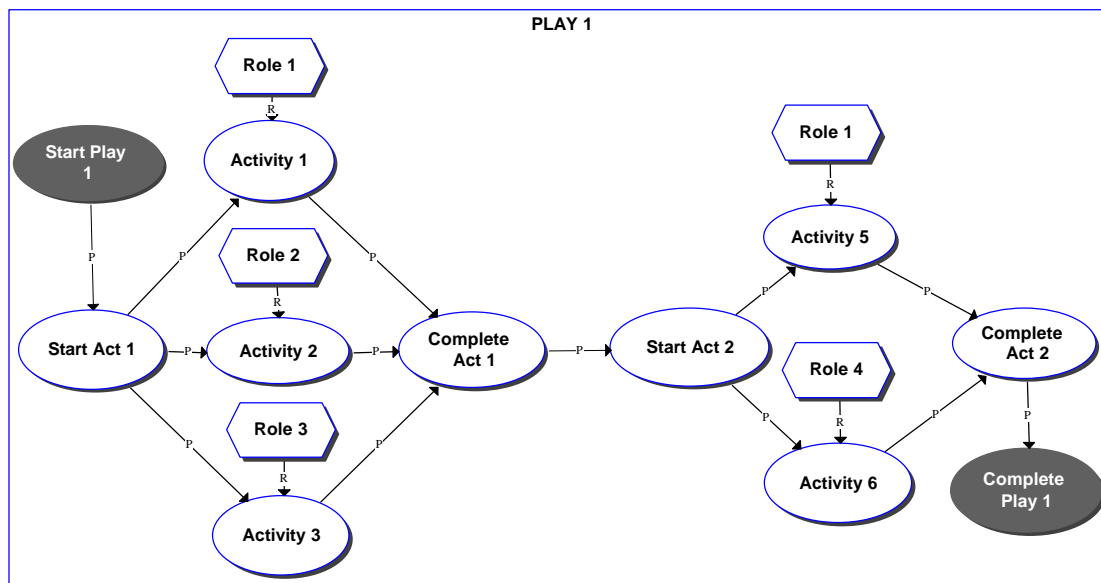 PLAY 1
Role 1
R
Activity 1
Start Play
1
P
P
P
Role 2
R
Start Act 1
P
Activity 2
P
Complete
Act 1
P
Role 3
R
Activity 3
P
P
Role 1
R
Activity 5
P
P
Start Act 2
Complete
Act 2
Role 4
R
P
P
P
Activity 6
Complete
Play 1